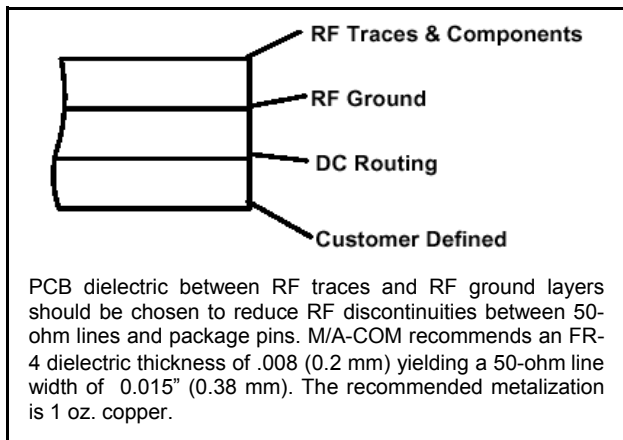 RF Traces & Components
RF Ground
DC Routing
Customer Defined
PCB dielectric between RF traces and RF ground layers
should be chosen to reduce RF discontinuities between 50-
ohm lines and package pins. M/A-COM recommends an FR-
4 dielectric thickness of .008 (0.2 mm) yielding a 50-ohm line
width of 0.015” (0.38 mm). The recommended metalization
is 1 oz. copper.